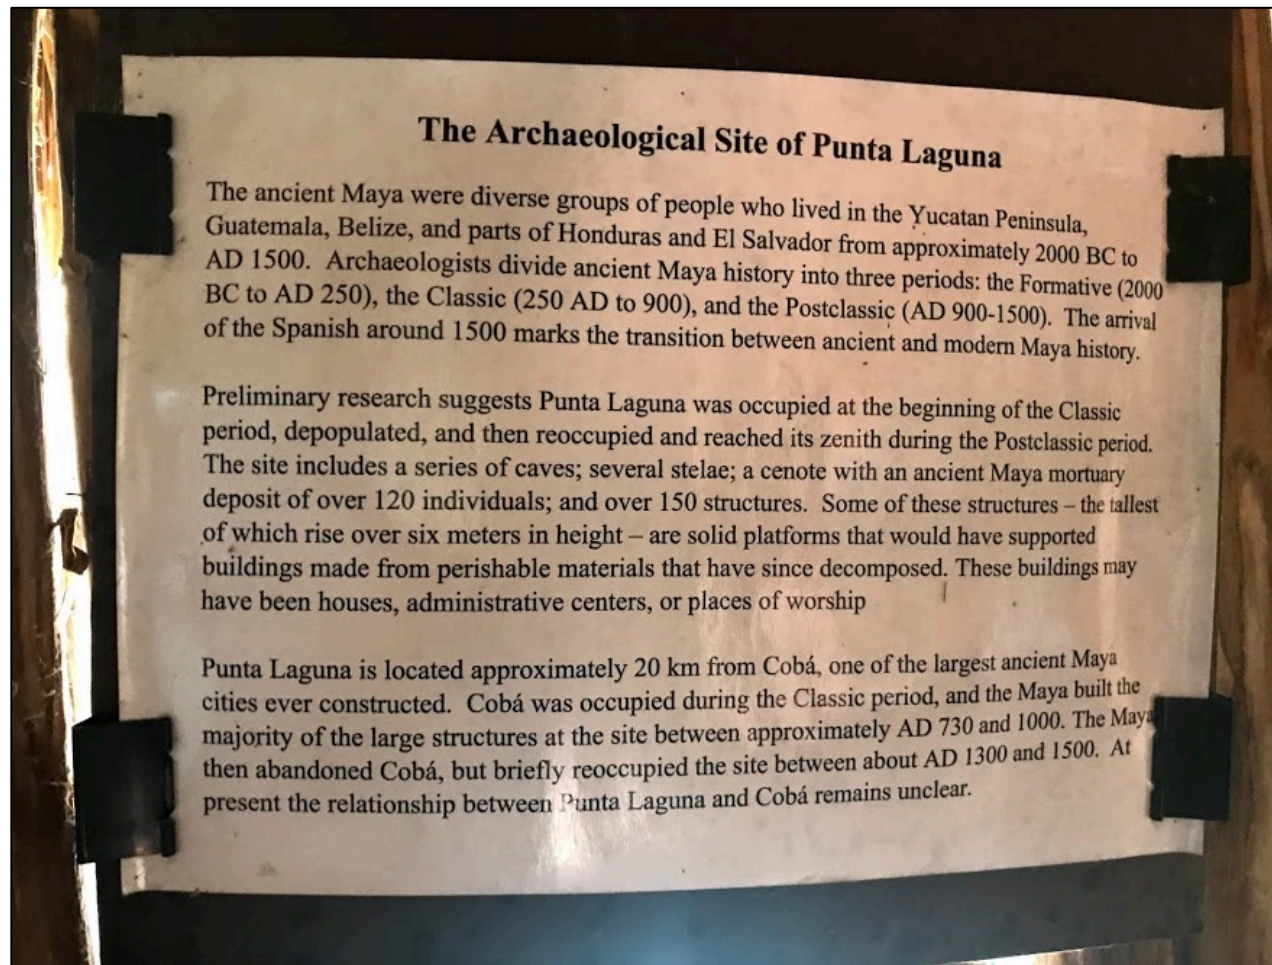 The Archaeological Site of Punta Laguna
The ancient Maya were diverse groups of people who lived in the Yucatan Peninsula,
Guatemala, Belize, and parts of Honduras and El Salvador from approximately 2000 BC to
AD 1500. Archaeologists divide ancient Maya history into three periods: the Formative (2000
BC to AD 250), the Classic (250 AD to 900), and the Postclassic (AD 900-1500). The arrival
of the Spanish around 1500 marks the transition between ancient and modern Maya history.
Preliminary research suggests Punta Laguna was occupied at the beginning of the Classic
period, depopulated, and then reoccupied and reached its zenith during the Postclassic period.
The site includes a series of caves; several stelae; a cenote with an ancient Maya mortuary
deposit of over 120 individuals; and over 150 structures. Some of these structures – the tallest
of which rise over six meters in height – are solid platforms that would have supported
buildings made from perishable materials that have since decomposed. These buildings may
have been houses, administrative centers, or places of worship
Punta Laguna is located approximately 20 km from Cobá, one of the largest ancient Maya
cities ever constructed. Cobá was occupied during the Classic period, and the Maya built the
majority of the large structures at the site between approximately AD 730 and 1000. The Maya
then abandoned Cobá, but briefly reoccupied the site between about AD 1300 and 1500. At
present the relationship between Punta Laguna and Cobá remains unclear.